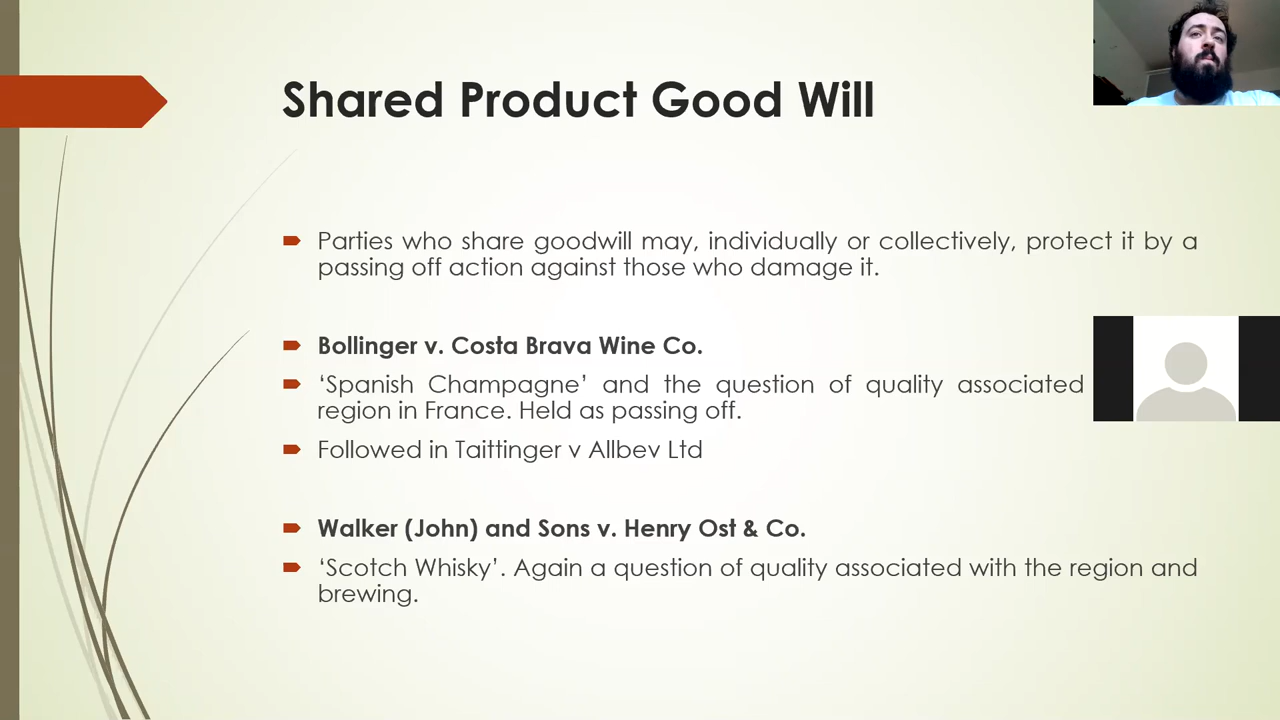 Shared Product Good Will
Parties who share goodwill may, individually or collectively, protect it by a
passing off action against those who damage it.
Bollinger v. Costa Brava Wine Co.
‘Spanish Champagne’ and the question of quality associated
region in France. Held as passing off.
Followed in Taittinger v Allbev Ltd
Walker (John) and Sons v. Henry Ost & Co.
‘Scotch Whisky’. Again a question of quality associated with the region and
brewing.